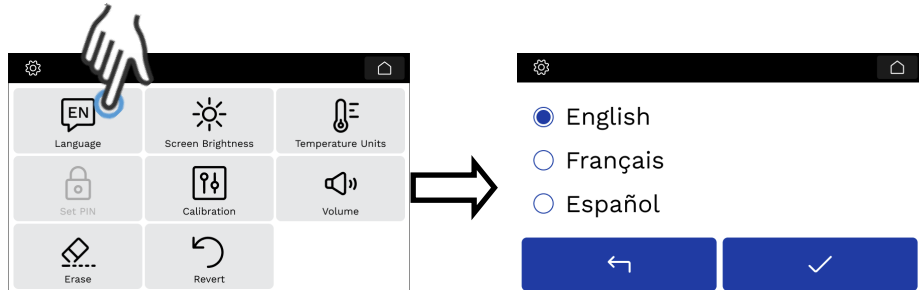 EN
Language
Screen Brightness
Temperature Units
Set PIN
Calibration
Volume
Erase
Revert
English
Français
Español